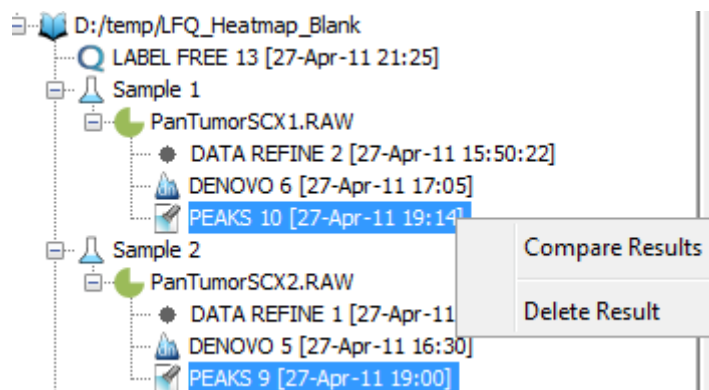 D:/temp/LFQ_Heatmap_Blank
LABEL FREE 13 [27-Apr-11 21:25]
Sample 1
PanTumorSCX1.RAW
DATA REFINE 2 [27-Apr-11 15:50:22]
DENOVO 6 [27-Apr-11 17:05]
PEAKS 10 [27-Apr-11 19:14]
Compare Results
Sample 2
PanTumorSCX2.RAW
DATA REFINE 1 [27-Apr-11
Delete Result
DENOVO 5 [27-Apr-11 16:30]
PEAKS 9 [27-Apr-11 19:00]